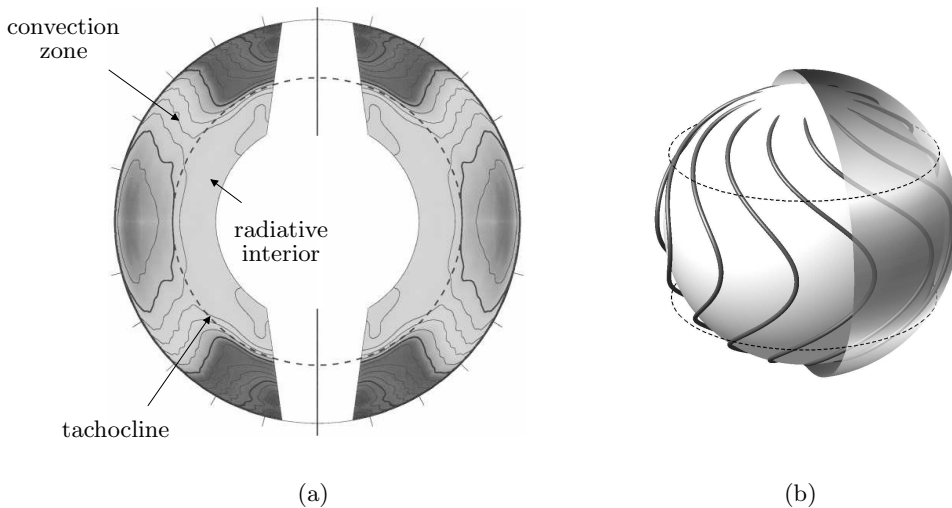 convection
zone
radiative
interior
tachocline
(a)
(b)